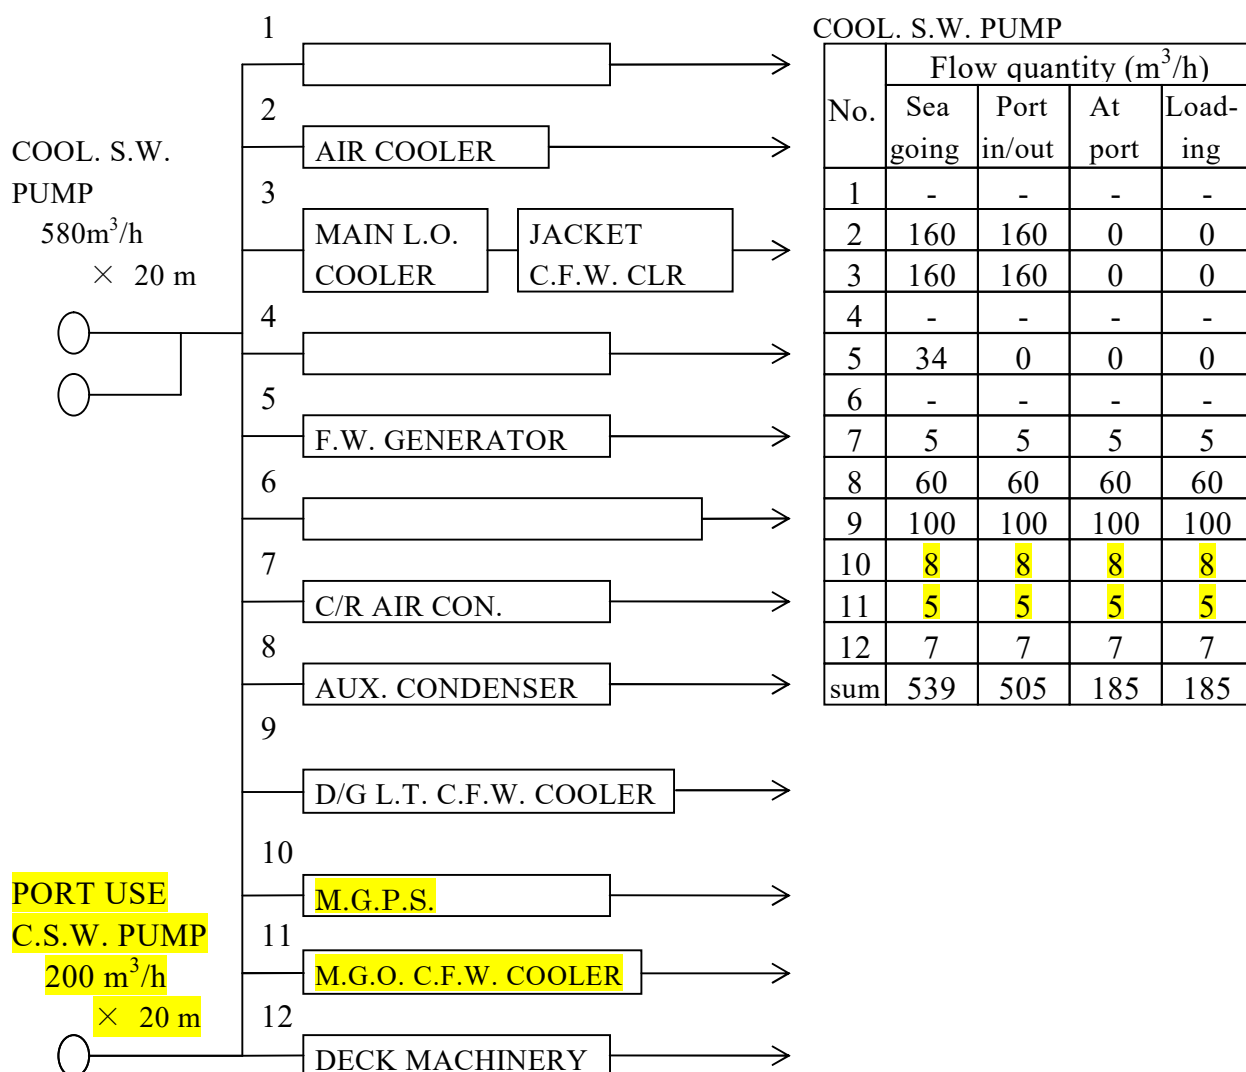 COOL. S.W.
PUMP
580m³/h
× 20 m
PORT USE
C.S.W. PUMP
200 m³/h
× 20 m
1
2
AIR COOLER
3
MAIN L.O.
COOLER
JACKET
C.F.W. CLR
4
5
F.W. GENERATOR
6
7
C/R AIR CON.
8
AUX. CONDENSER
9
D/G L.T. C.F.W. COOLER
10
M.G.P.S.
11
M.G.O. C.F.W. COOLER
12
DECK MACHINERY
COOL. S.W. PUMP
Flow quantity (m³/h)
No. Sea going Port in/out At port Load-ing
1 - - - -
2 160 160 0 0
3 160 160 0 0
4 - - - -
5 34 0 0 0
6 - - - -
7 5 5 5 5
8 60 60 60 60
9 100 100 100 100
10 8 8 8 8
11 5 5 5 5
12 7 7 7 7
sum 539 505 185 185